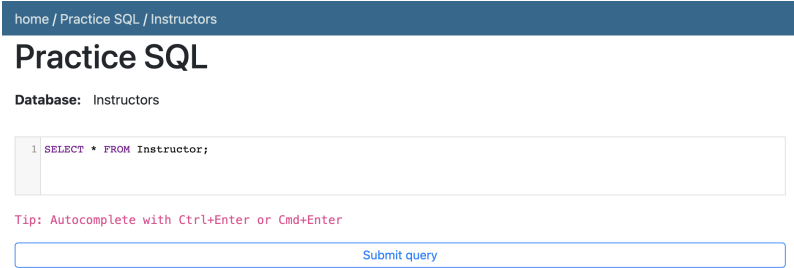 home / Practice SQL / Instructors
Practice SQL
Database: Instructors
1 SELECT * FROM Instructor;
Tip: Autocomplete with Ctrl+Enter or Cmd+Enter
Submit query